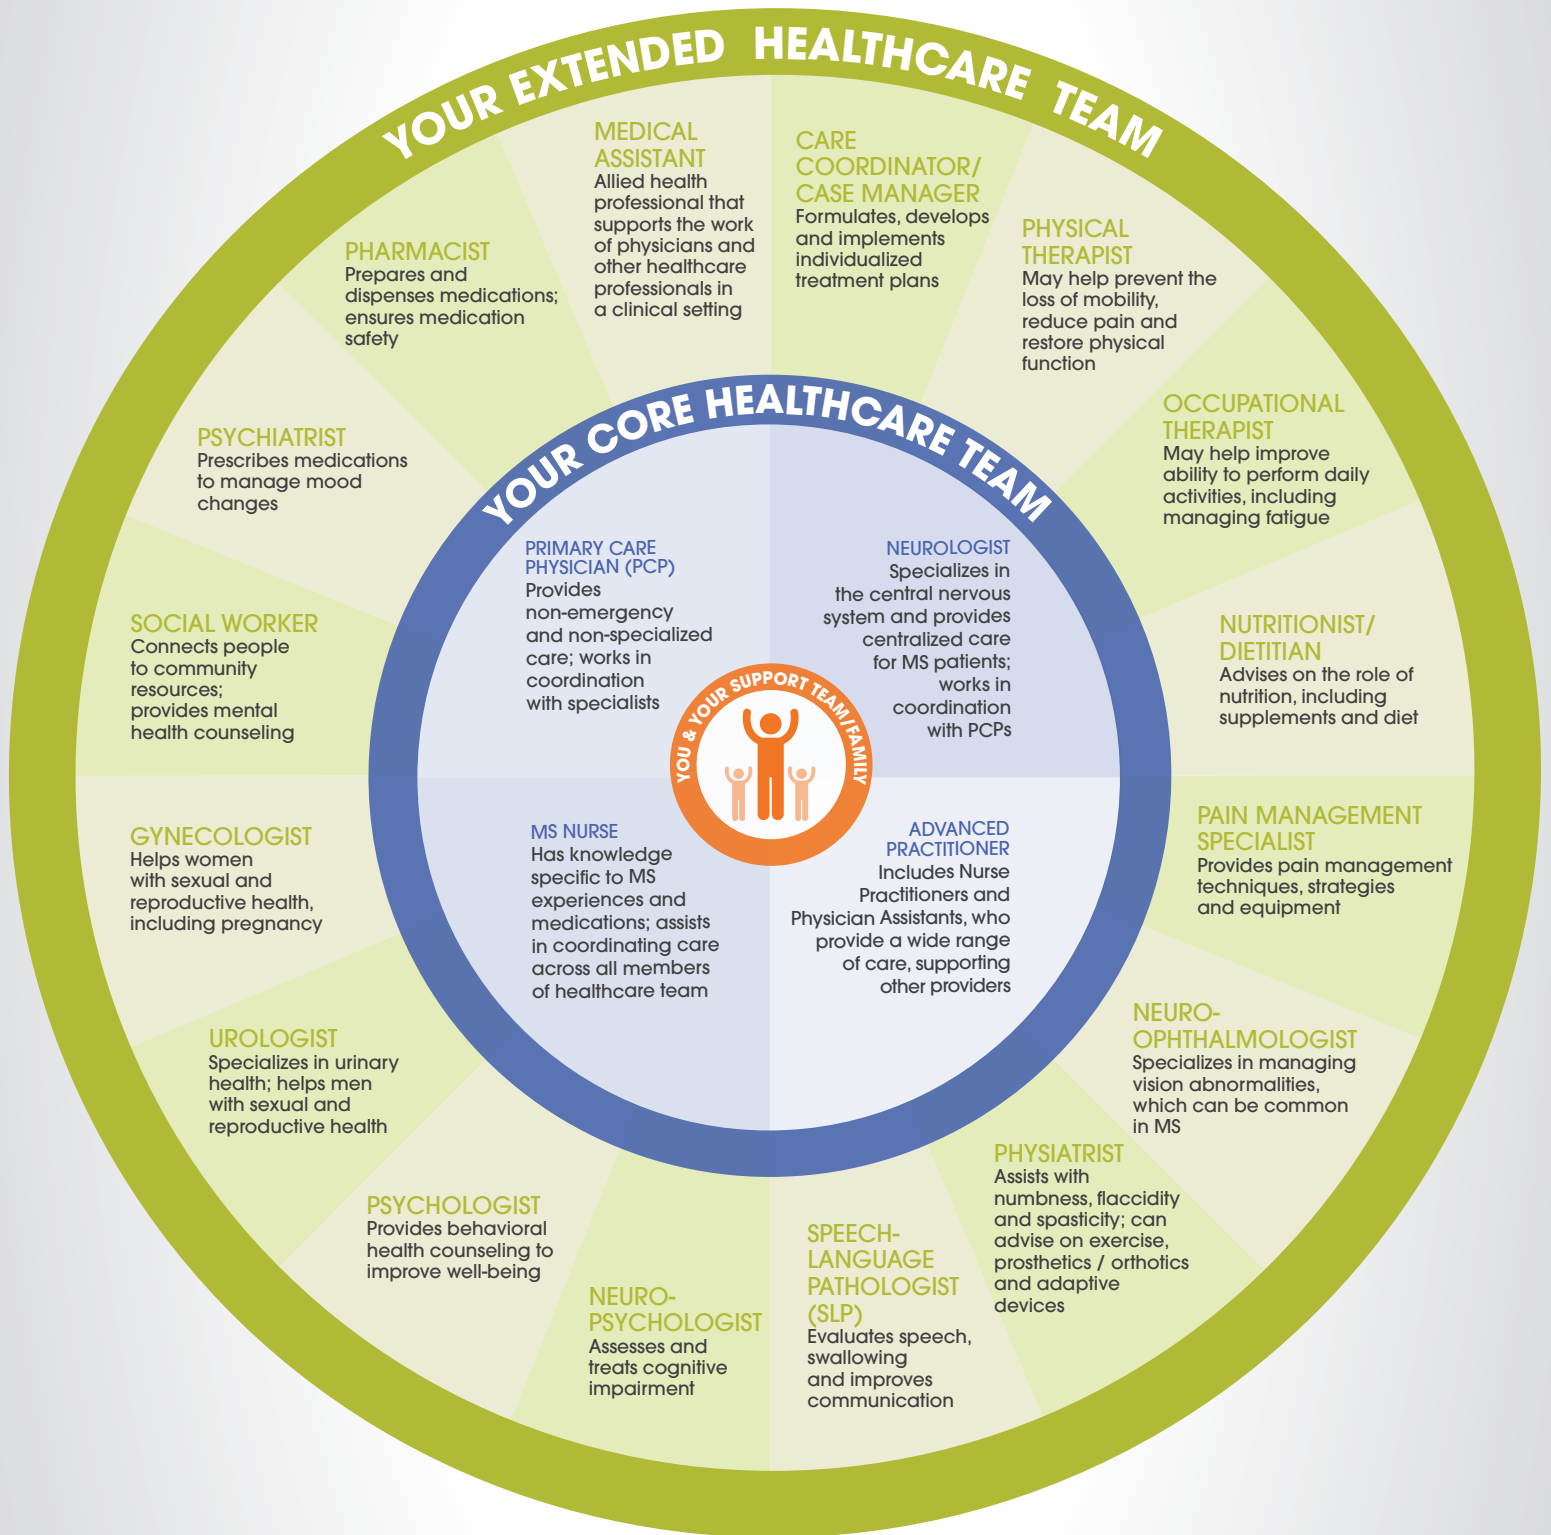 YOUR EXTENDED HEALTHCARE TEAM
MEDICAL
ASSISTANT
Allied health
professional that
supports the work
of physicians and
other healthcare
professionals in
a clinical setting
CARE
COORDINATOR/
CASE MANAGER
Formulates, develops
and implements
individualized
treatment plans
PHYSICAL
THERAPIST
May help prevent the
loss of mobility,
reduce pain and
restore physical
function
OCCUPATIONAL
THERAPIST
May help improve
ability to perform daily
activities, including
managing fatigue
NUTRITIONIST/
DIETITIAN
Advises on the role of
nutrition, including
supplements and diet
PAIN MANAGEMENT
SPECIALIST
Provides pain management
techniques, strategies
and equipment
NEURO-
OPHTHALMOLOGIST
Specializes in managing
vision abnormalities,
which can be common
in MS
PHYSIATRIST
Assists with
numbness, flaccidity
and spasticity; can
advise on exercise,
prosthetics / orthotics
and adaptive
devices
SPEECH-
LANGUAGE
PATHOLOGIST
(SLP)
Evaluates speech,
swallowing
and improves
communication
NEURO-
PSYCHOLOGIST
Assesses and
treats cognitive
impairment
PSYCHOLOGIST
Provides behavioral
health counseling to
improve well-being
UROLOGIST
Specializes in urinary
health; helps men
with sexual and
reproductive health
GYNECOLOGIST
Helps women
with sexual and
reproductive health,
including pregnancy
SOCIAL WORKER
Connects people
to community
resources;
provides mental
health counseling
PSYCHIATRIST
Prescribes medications
to manage mood
changes
PHARMACIST
Prepares and
dispenses medications;
ensures medication
safety
YOUR CORE HEALTHCARE TEAM
PRIMARY CARE
PHYSICIAN (PCP)
Provides
non-emergency
and non-specialized
care; works in
coordination
with specialists
NEUROLOGIST
Specializes in
the central nervous
system and provides
centralized care
for MS patients;
works in
coordination
with PCPs
MS NURSE
Has knowledge
specific to MS
experiences and
medications; assists
in coordinating care
across all members
of healthcare team
ADVANCED
PRACTITIONER
Includes Nurse
Practitioners and
Physician Assistants, who
provide a wide range
of care, supporting
other providers
YOU & YOUR SUPPORT TEAM/FAMILY